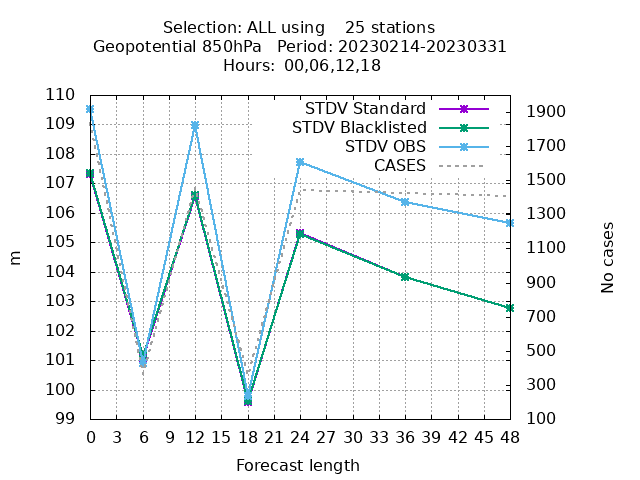 Selection: ALL using    25 stations
Geopotential 850hPa   Period: 20230214-20230331
Hours: 00,06,12,18
STDV Standard
STDV Blacklisted
STDV OBS
CASES
110
109
108
107
106
105
104
103
102
101
100
99
m
1900
1700
1500
1300
1100
900
700
500
300
100
No cases
0 3 6 9 12 15 18 21 24 27 30 33 36 39 42 45 48
Forecast length